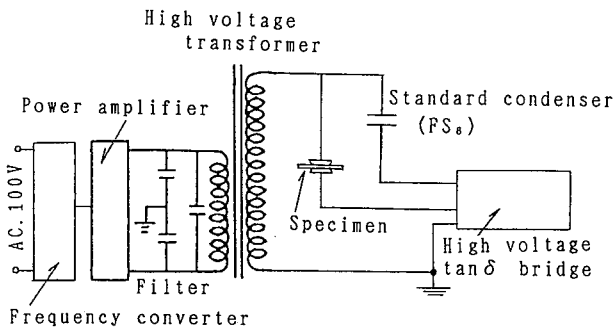 High voltage
transformer
Power amplifier
Standard condenser
(FS₆)
AC.100V
Specimen
High voltage
tanδ bridge
Filter
Frequency converter